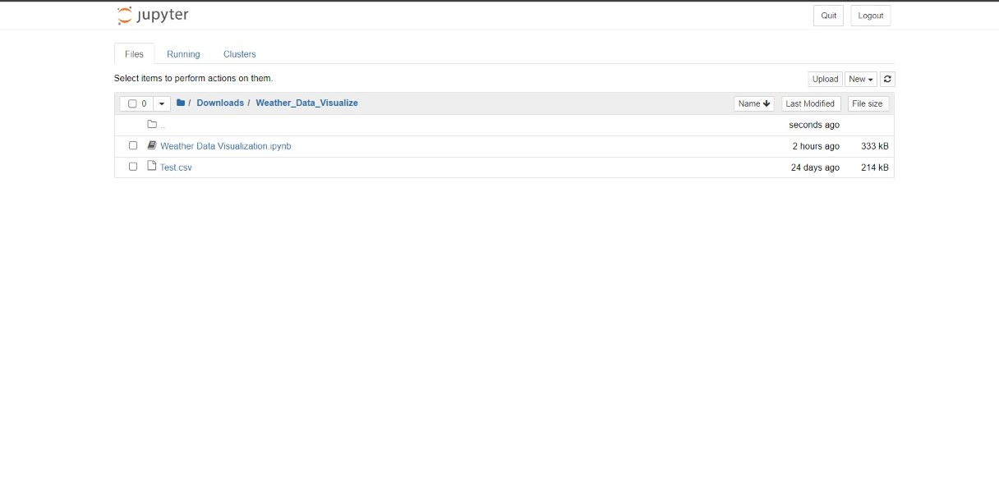 jupyter
Quit Logout
Files Running Clusters
Select items to perform actions on them.
Upload New
0 / Downloads / Weather_Data_Visualize Name Last Modified File size
.. seconds ago
Weather Data Visualization.ipynb 2 hours ago 333 kB
Test.csv 24 days ago 214 kB